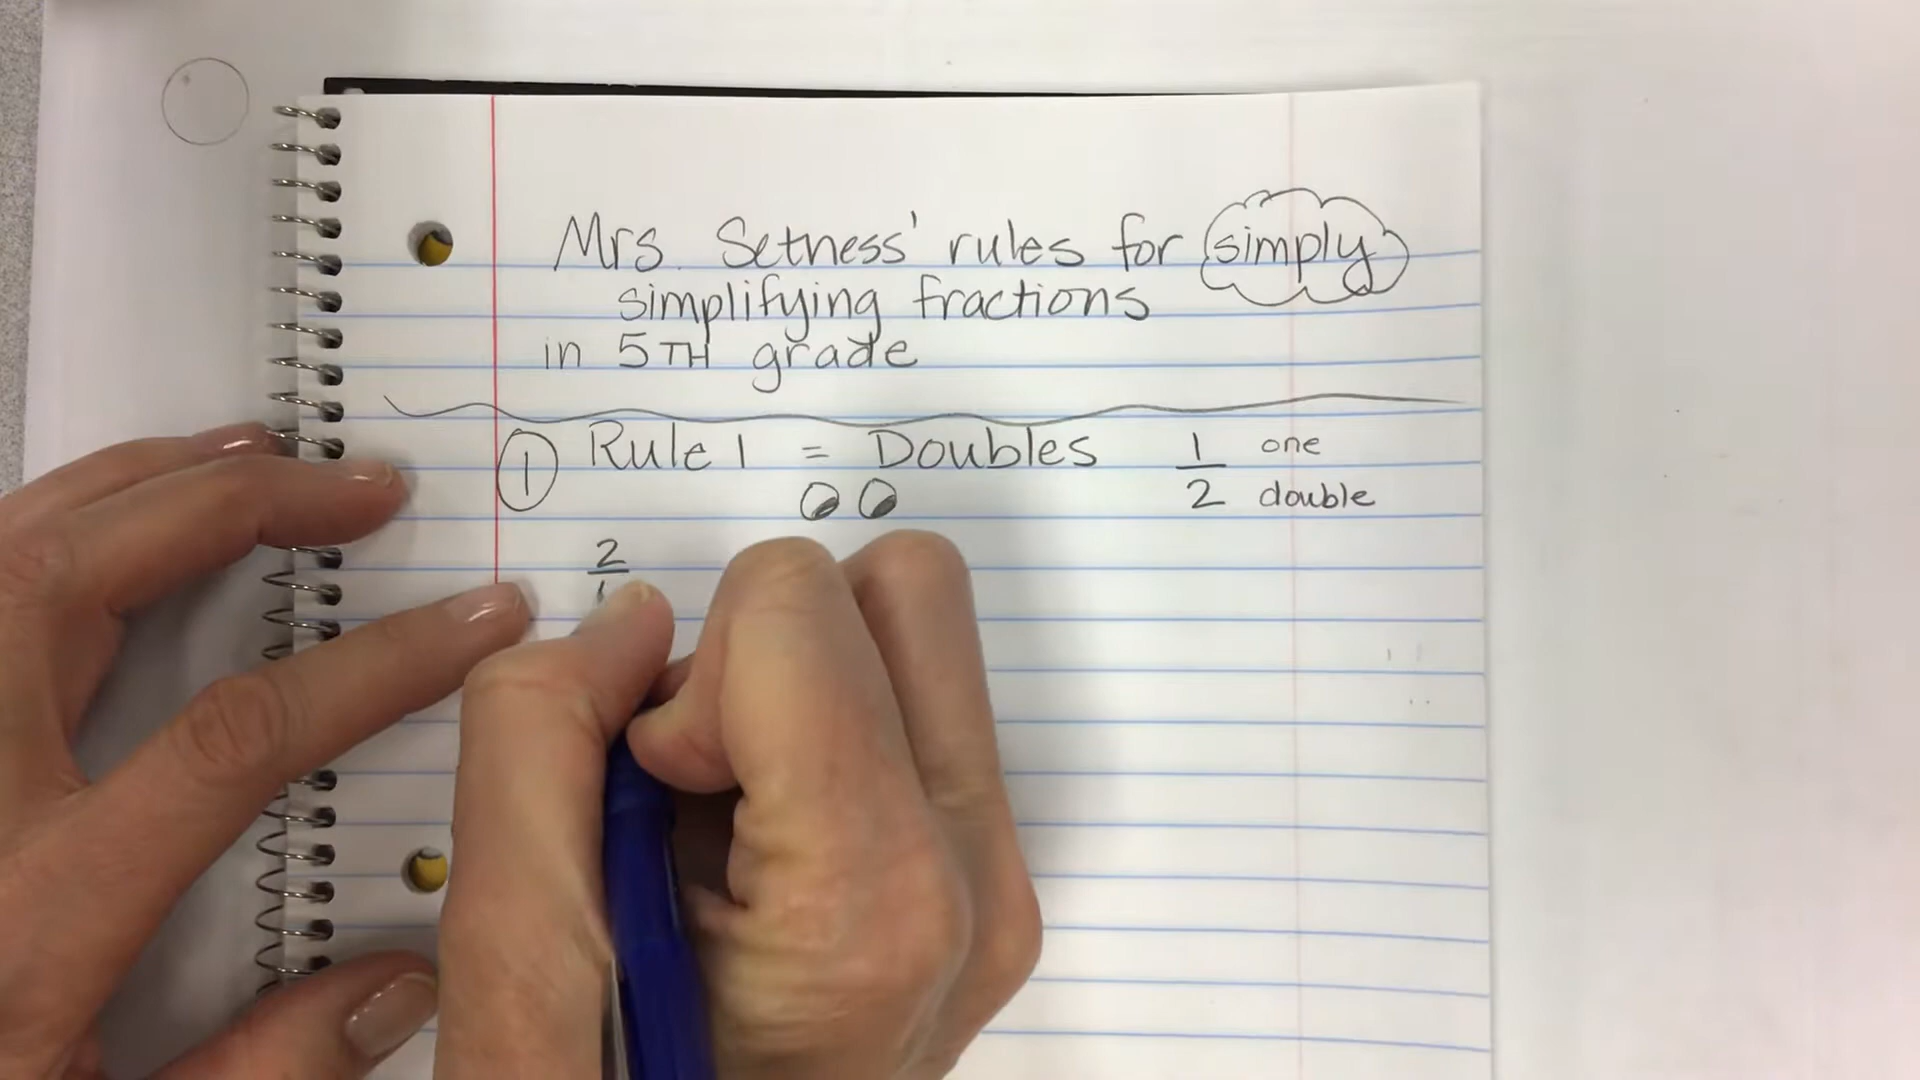 Mrs. Setness' rules for simply
simplifying fractions
in 5TH grade
1 Rule 1 = Doubles 1 one
2 double
2